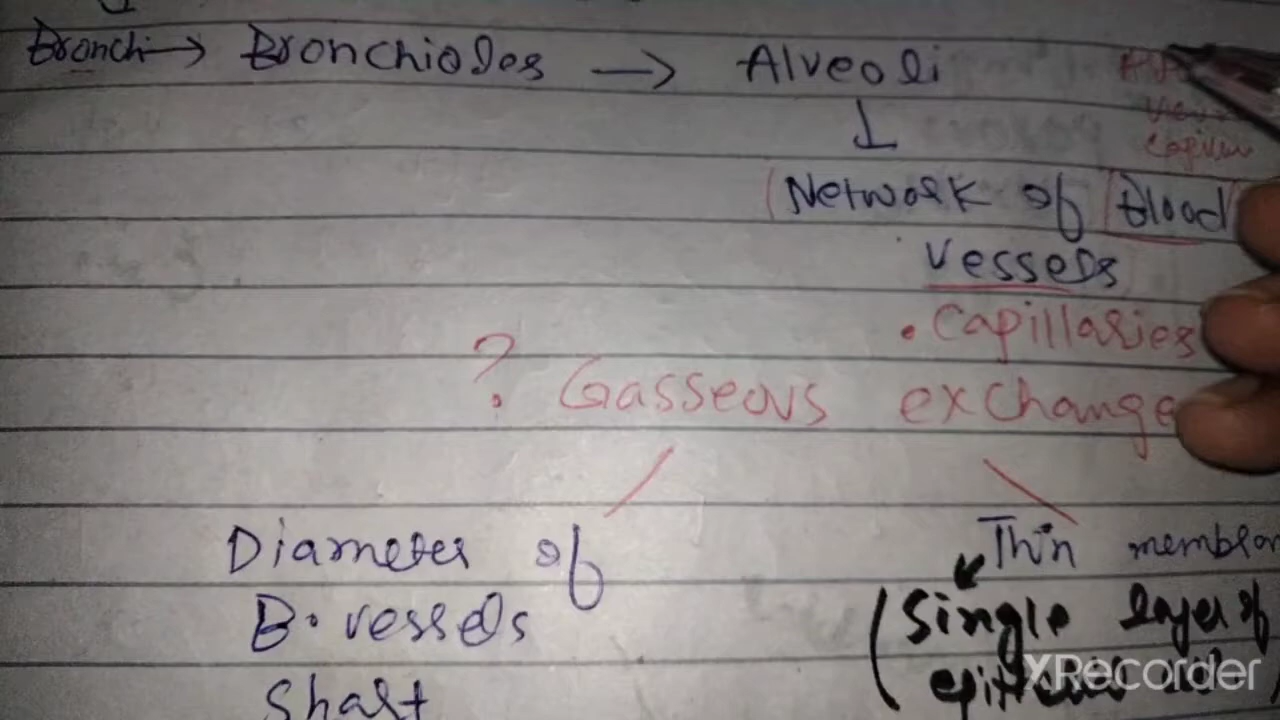 Bronchi → Bronchioles → Alveoli
↓
Network of Blood
vessels
• Capillaries
? Gasseous exchange
Diameter of
B. vessels
Short
Thin
(Single layer of
XRecorder